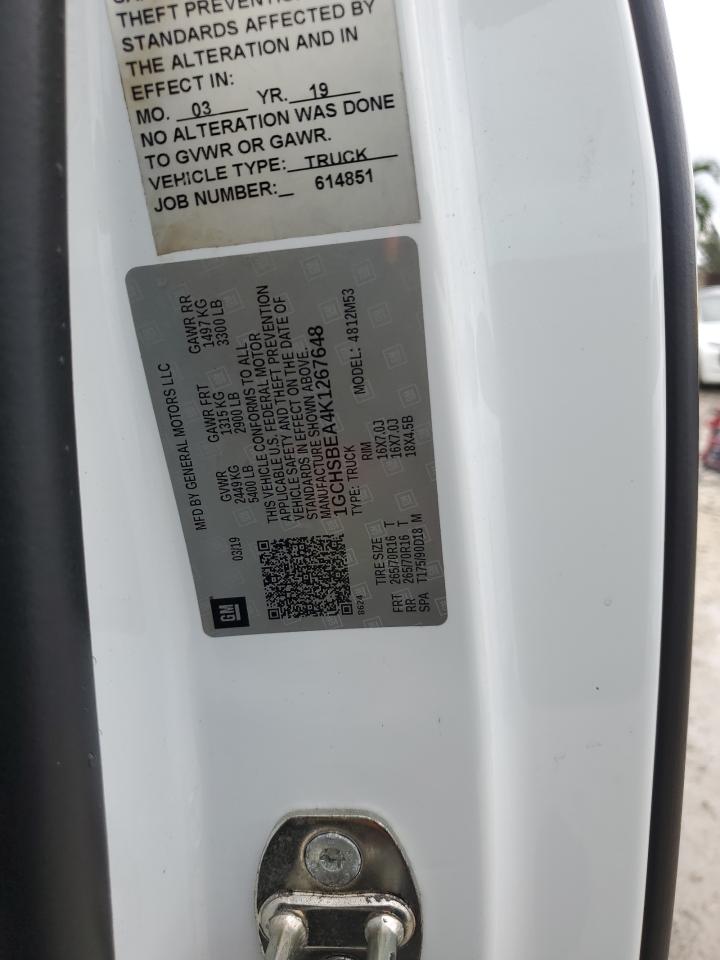 THEFT PREVENTION
STANDARDS AFFECTED BY
THE ALTERATION AND IN
EFFECT IN:
MO. 03 YR. 19
NO ALTERATION WAS DONE
TO GVWR OR GAWR.
VEHICLE TYPE: TRUCK
JOB NUMBER: 614851
GM
MFD BY GENERAL MOTORS LLC
03/19 GVWR GAWR FRT GAWR RR
2449KG 1315 KG 1497 KG
5400 LB 2900 LB 3300 LB
THIS VEHICLE CONFORMS TO ALL
APPLICABLE U.S. FEDERAL MOTOR
VEHICLE SAFETY AND THEFT PREVENTION
STANDARDS IN EFFECT ON THE DATE OF
MANUFACTURE SHOWN ABOVE.
1GCHSBEA4K1267648
TYPE: TRUCK MODEL: 4812M53
8624
TIRE SIZE RIM
FRT 265/70R16 T 16X7.0J
RR 265/70R16 T 16X7.0J
SPA T175/90D18 M 18X4.5B